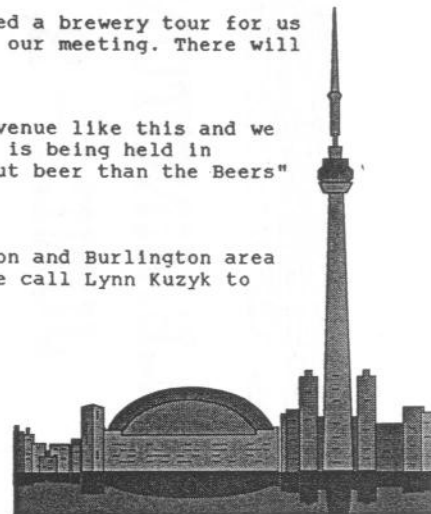 ed a brewery tour for us
our meeting. There will
venue like this and we
is being held in
ut beer than the Beers"
on and Burlington area
e call Lynn Kuzyk to